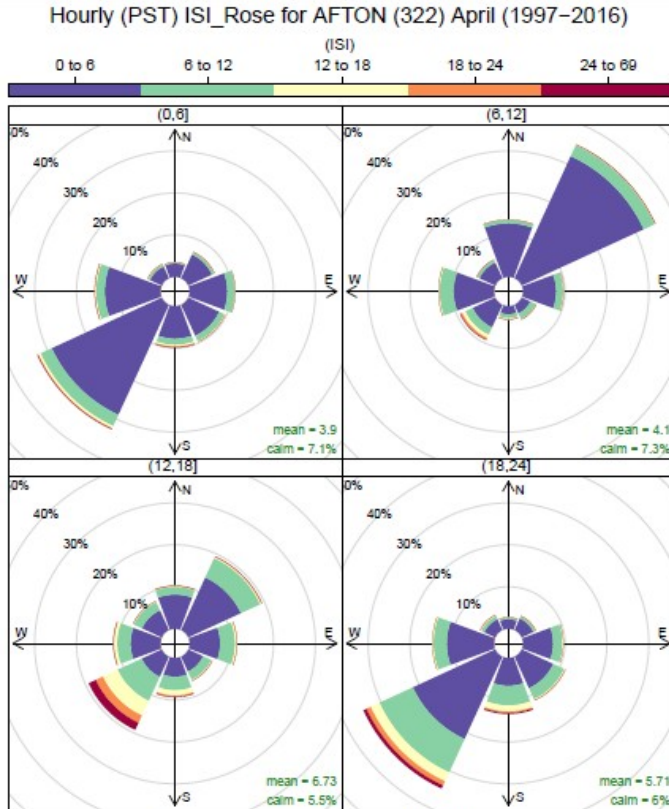 Hourly (PST) ISI_Rose for AFTON (322) April (1997−2016)
(ISI)
0 to 6 6 to 12 12 to 18 18 to 24 24 to 69
(0,6] (6,12]
0% N 0% N
40% 40%
30% 30%
20% 20%
10% 10%
W E W E
mean = 3.9 mean = 4.1
S calm = 7.1% S calm = 7.3%
(12,18] (18,24]
0% N 0% N
40% 40%
30% 30%
20% 20%
10% 10%
W E W E
mean = 6.73 mean = 5.71
S calm = 5.5% S calm = 6%